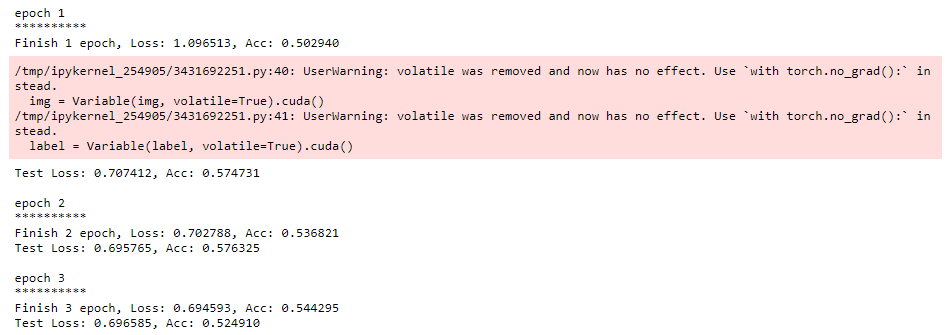 epoch 1
**********
Finish 1 epoch, Loss: 1.096513, Acc: 0.502940
/tmp/ipykernel_254905/3431692251.py:40: UserWarning: volatile was removed and now has no effect. Use `with torch.no_grad():` in
stead.
  img = Variable(img, volatile=True).cuda()
/tmp/ipykernel_254905/3431692251.py:41: UserWarning: volatile was removed and now has no effect. Use `with torch.no_grad():` in
stead.
  label = Variable(label, volatile=True).cuda()
Test Loss: 0.707412, Acc: 0.574731
epoch 2
**********
Finish 2 epoch, Loss: 0.702788, Acc: 0.536821
Test Loss: 0.695765, Acc: 0.576325
epoch 3
**********
Finish 3 epoch, Loss: 0.694593, Acc: 0.544295
Test Loss: 0.696585, Acc: 0.524910